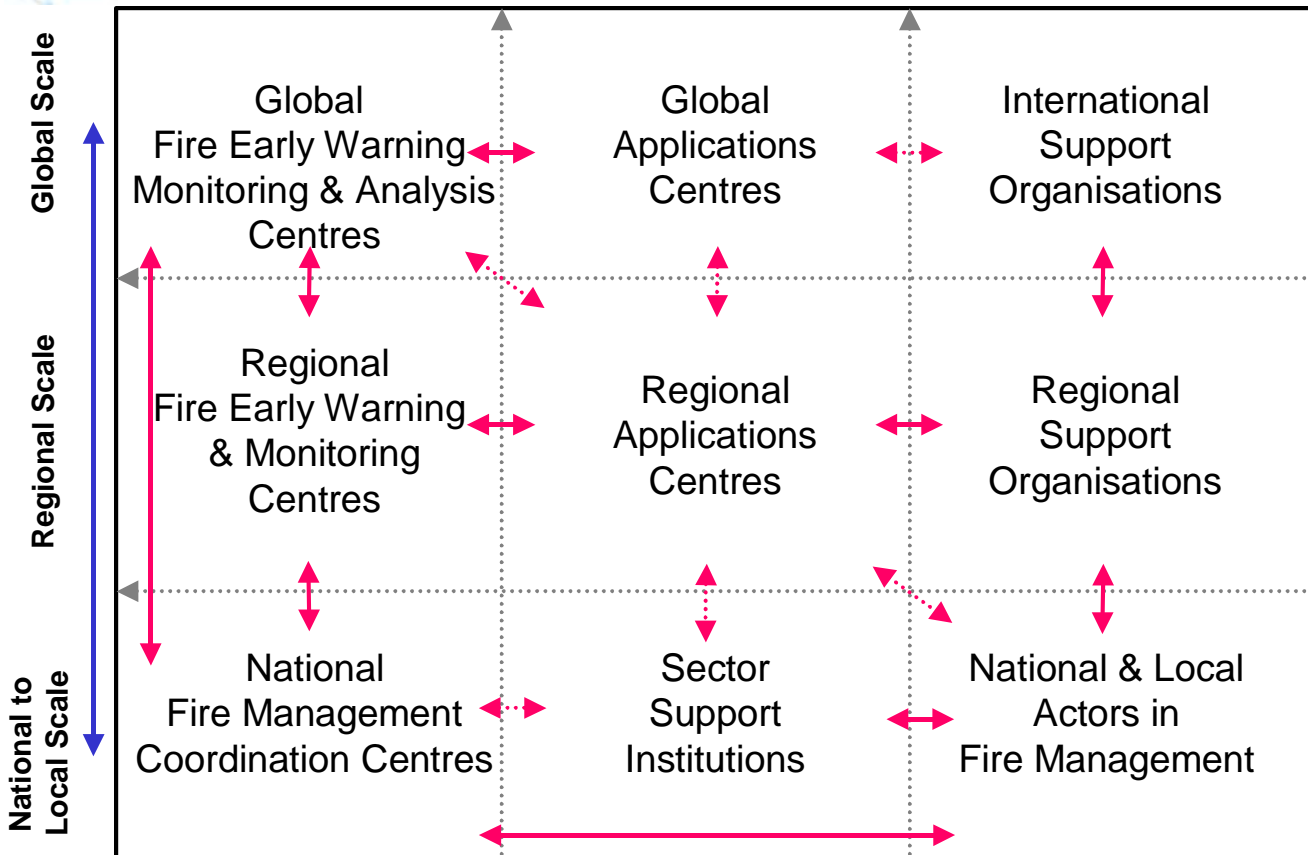 Global Scale
Global
Fire Early Warning
Monitoring & Analysis
Centres
Global
Applications
Centres
International
Support
Organisations
Regional Scale
Regional
Fire Early Warning
& Monitoring
Centres
Regional
Applications
Centres
Regional
Support
Organisations
National to
Local Scale
National
Fire Management
Coordination Centres
Sector
Support
Institutions
National & Local
Actors in
Fire Management